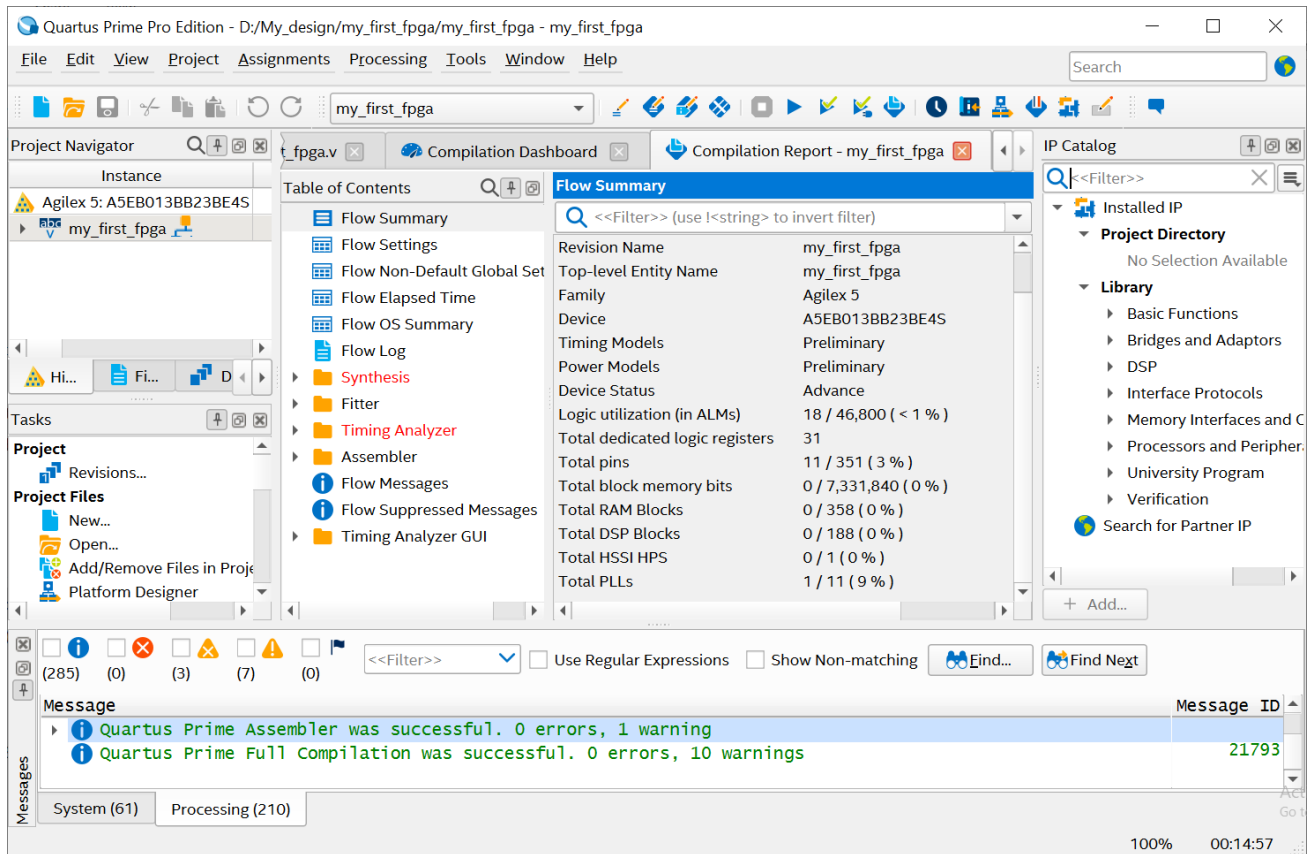 Quartus Prime Pro Edition - D:/My_design/my_first_fpga/my_first_fpga - my_first_fpga
File Edit View Project Assignments Processing Tools Window Help
Search
my_first_fpga
Project Navigator
Instance
Agilex 5: A5EB013BB23BE4S
abc my_first_fpga
Hi... Fi... D
Tasks
Project
Revisions...
Project Files
New...
Open...
Add/Remove Files in Proje
Platform Designer
t_fpga.v Compilation Dashboard Compilation Report - my_first_fpga
Table of Contents
Flow Summary
Flow Settings
Flow Non-Default Global Set
Flow Elapsed Time
Flow OS Summary
Flow Log
Synthesis
Fitter
Timing Analyzer
Assembler
Flow Messages
Flow Suppressed Messages
Timing Analyzer GUI
Flow Summary
<<Filter>> (use !<string> to invert filter)
Revision Name my_first_fpga
Top-level Entity Name my_first_fpga
Family Agilex 5
Device A5EB013BB23BE4S
Timing Models Preliminary
Power Models Preliminary
Device Status Advance
Logic utilization (in ALMs) 18 / 46,800 ( < 1 % )
Total dedicated logic registers 31
Total pins 11 / 351 ( 3 % )
Total block memory bits 0 / 7,331,840 ( 0 % )
Total RAM Blocks 0 / 358 ( 0 % )
Total DSP Blocks 0 / 188 ( 0 % )
Total HSSI HPS 0 / 1 ( 0 % )
Total PLLs 1 / 11 ( 9 % )
IP Catalog
<<Filter>>
Installed IP
Project Directory
No Selection Available
Library
Basic Functions
Bridges and Adaptors
DSP
Interface Protocols
Memory Interfaces and C
Processors and Peripher
University Program
Verification
Search for Partner IP
+ Add...
(285) (0) (3) (7) (0)
<<Filter>> Use Regular Expressions Show Non-matching Find... Find Next
Message Message ID
Quartus Prime Assembler was successful. 0 errors, 1 warning
Quartus Prime Full Compilation was successful. 0 errors, 10 warnings 21793
Messages
System (61) Processing (210)
Act
Go t
100% 00:14:57